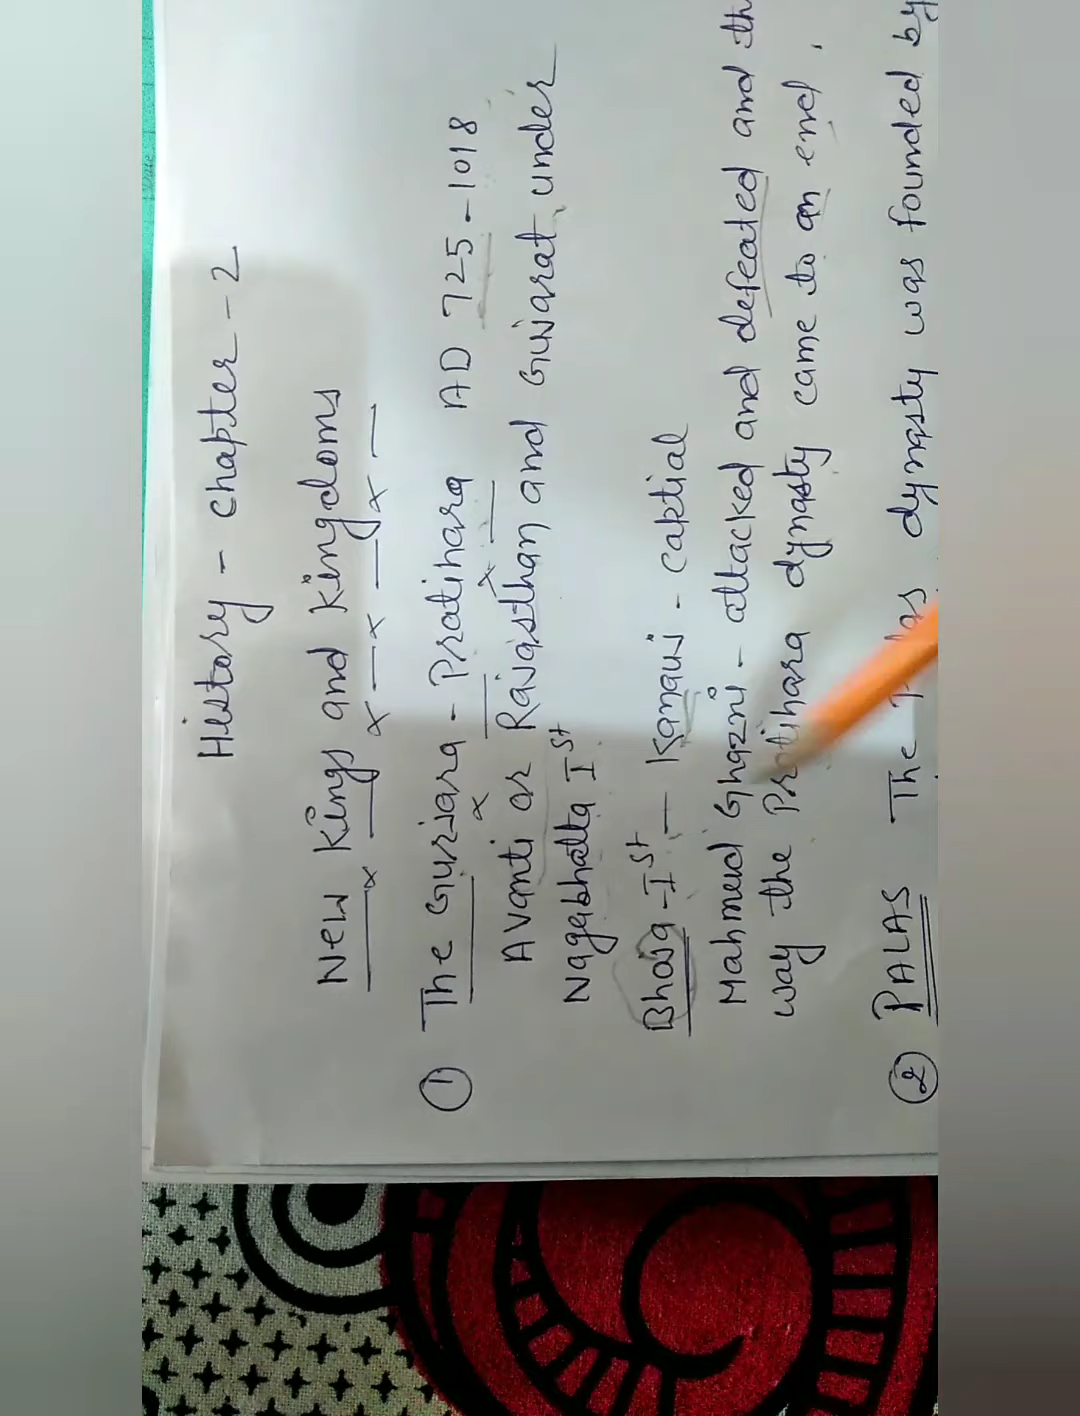 History - chapter - 2
New Kings and Kingdoms
① The Gurjara - Pratihara AD 725 - 1018
Avanti or Rajasthan and Gujarat, under
Nagabhatta Ist
Bhoja - Ist - Kanauj - caktial
Mahmud Ghazni - attacked and defeated and th
way the Pratihara dynasty came to an end.
② PALAS The dynasty was founded by